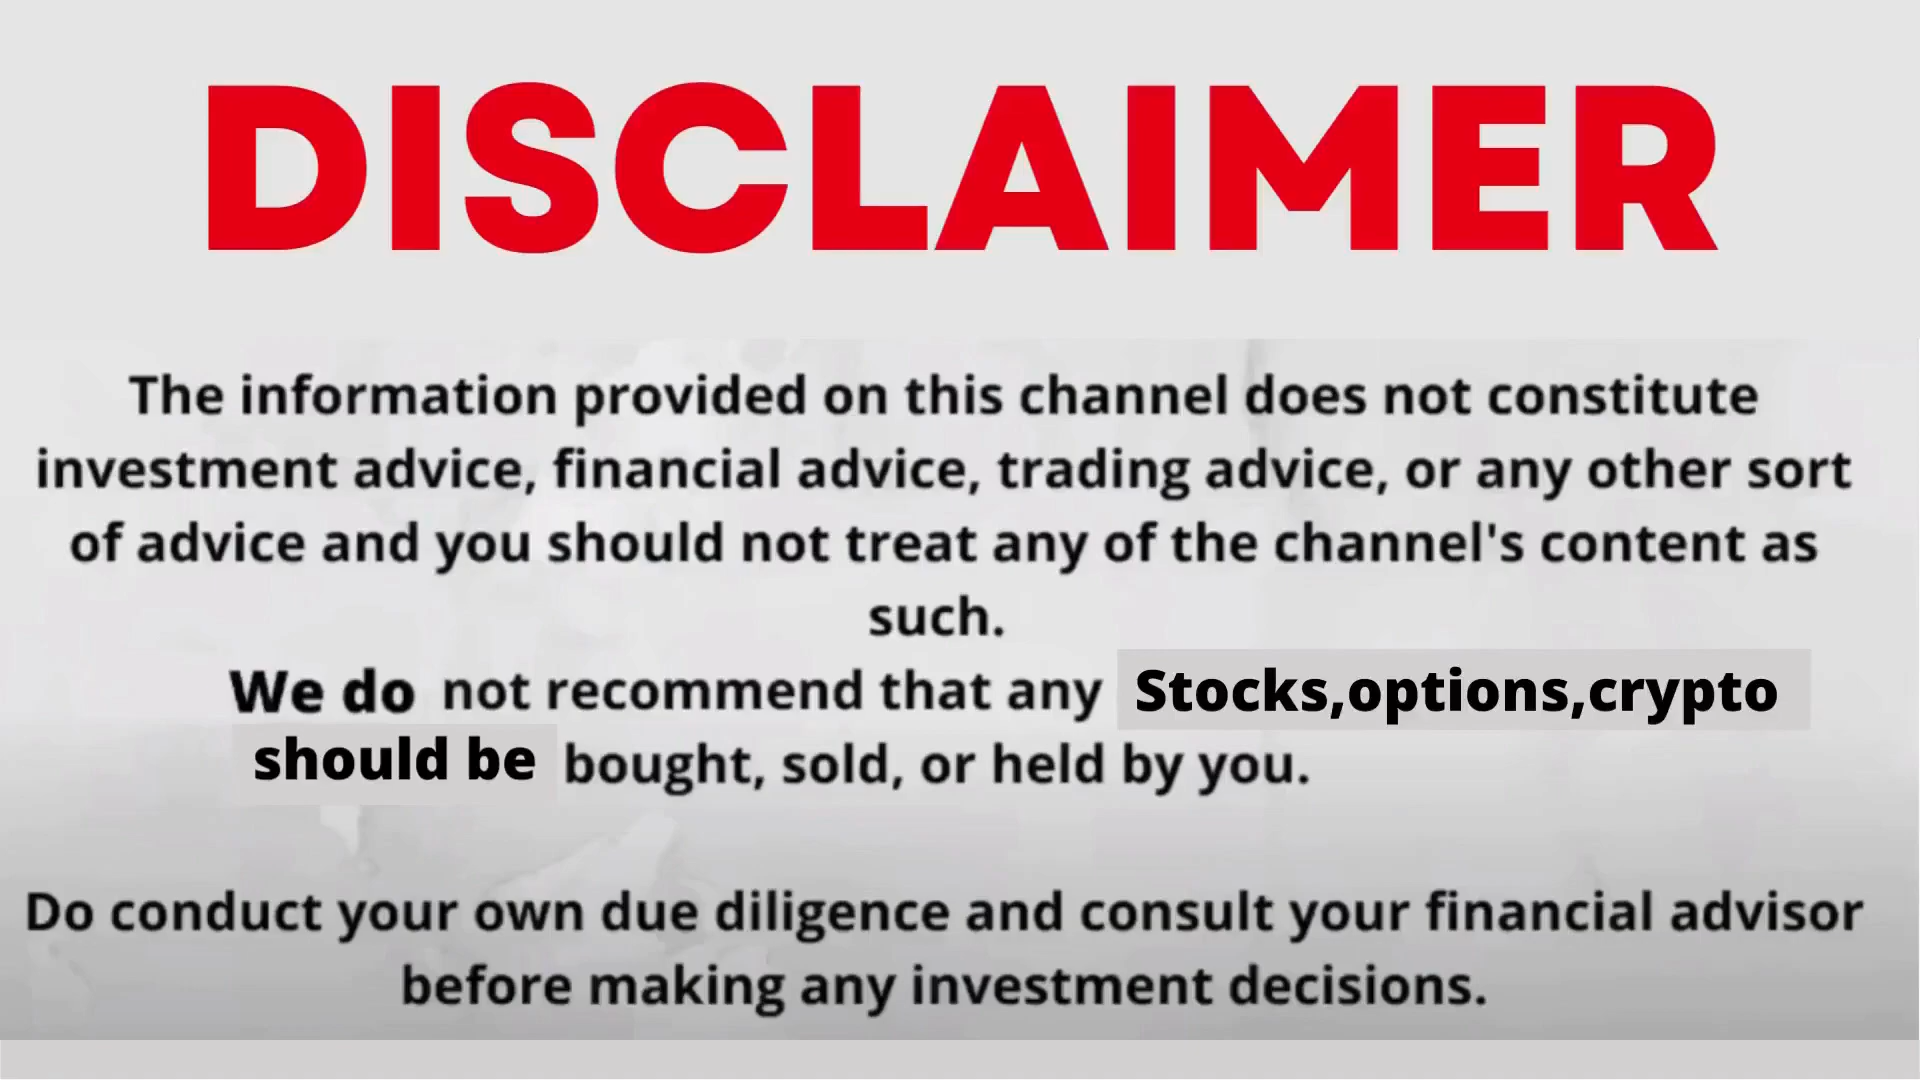 DISCLAIMER
The information provided on this channel does not constitute
investment advice, financial advice, trading advice, or any other sort
of advice and you should not treat any of the channel's content as
such.
We do not recommend that any Stocks,options,crypto
should be bought, sold, or held by you.
Do conduct your own due diligence and consult your financial advisor
before making any investment decisions.